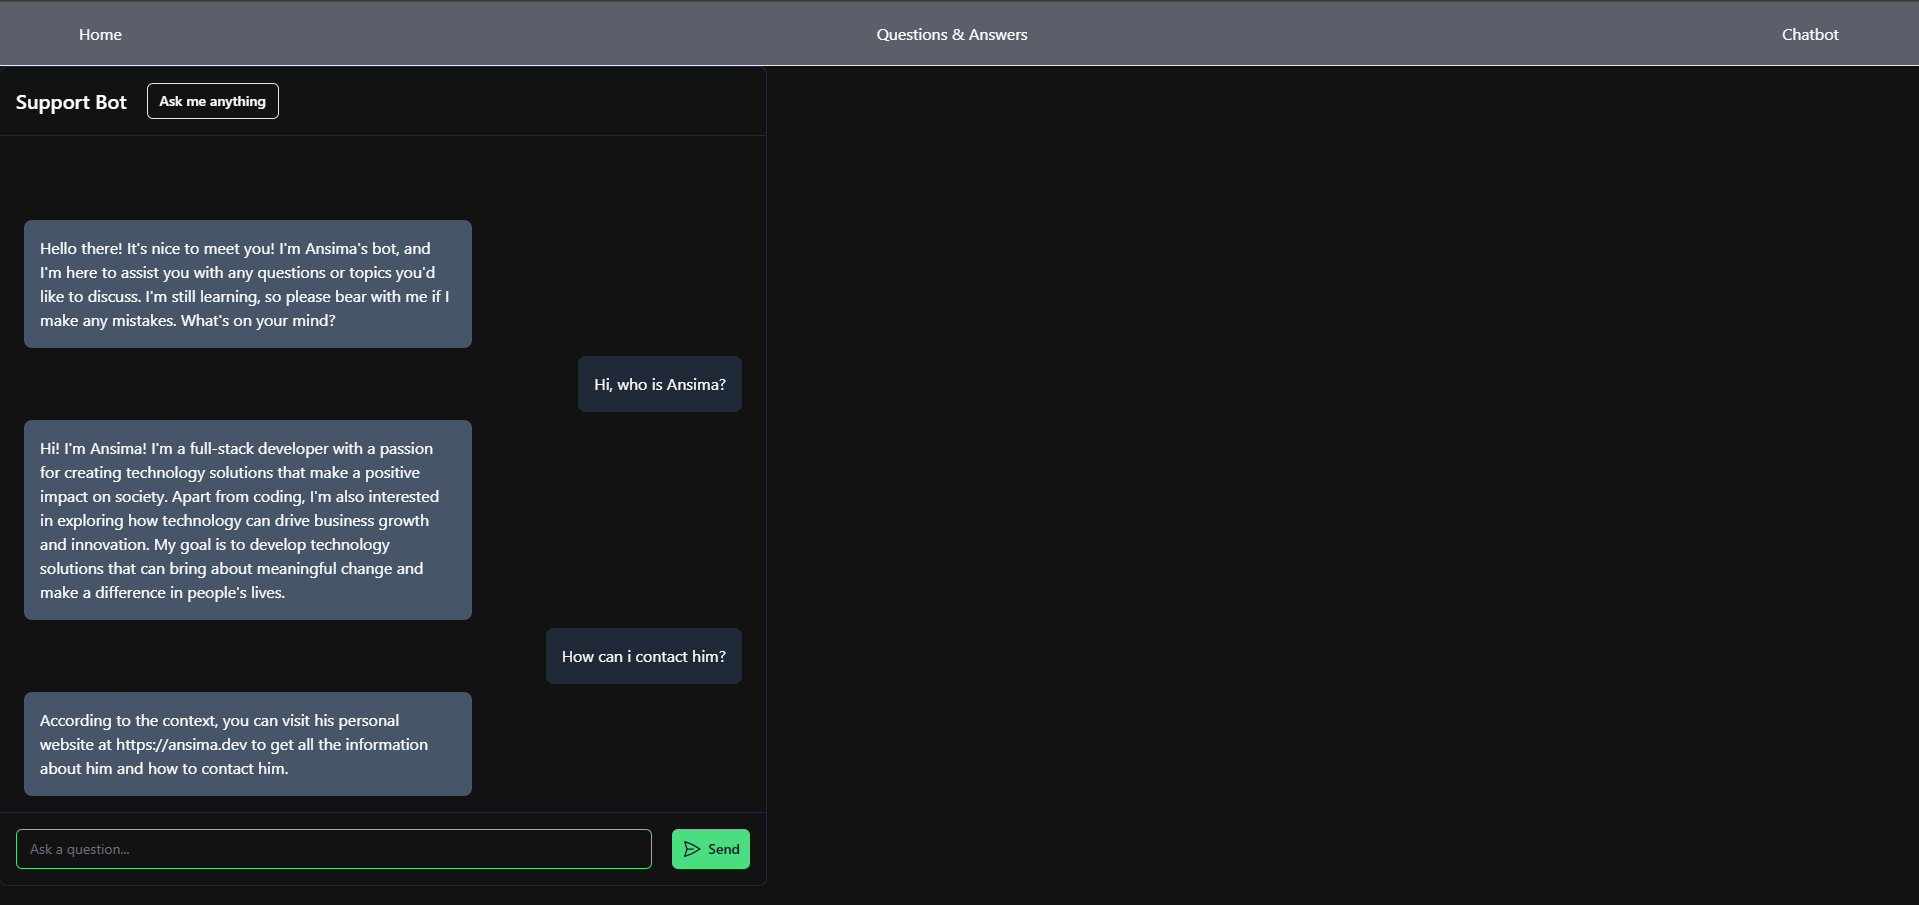 Home
Questions & Answers
Chatbot
Support Bot
Ask me anything
Hello there! It's nice to meet you! I'm Ansima's bot, and
I'm here to assist you with any questions or topics you'd
like to discuss. I'm still learning, so please bear with me if I
make any mistakes. What's on your mind?
Hi, who is Ansima?
Hi! I'm Ansima! I'm a full-stack developer with a passion
for creating technology solutions that make a positive
impact on society. Apart from coding, I'm also interested
in exploring how technology can drive business growth
and innovation. My goal is to develop technology
solutions that can bring about meaningful change and
make a difference in people's lives.
How can i contact him?
According to the context, you can visit his personal
website at https://ansima.dev to get all the information
about him and how to contact him.
Ask a question...
Send